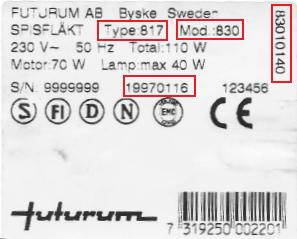 FUTURUM AB Byske Sweden
SPISFLÄKT Type:817 Mod.:830
230 V~ 50 Hz Total:110 W
Motor:70 W Lamp:max 40 W
S/N: 9999999 19970116 123456
S FI D N EMC CE
futurum
7 319250 002201
830101140